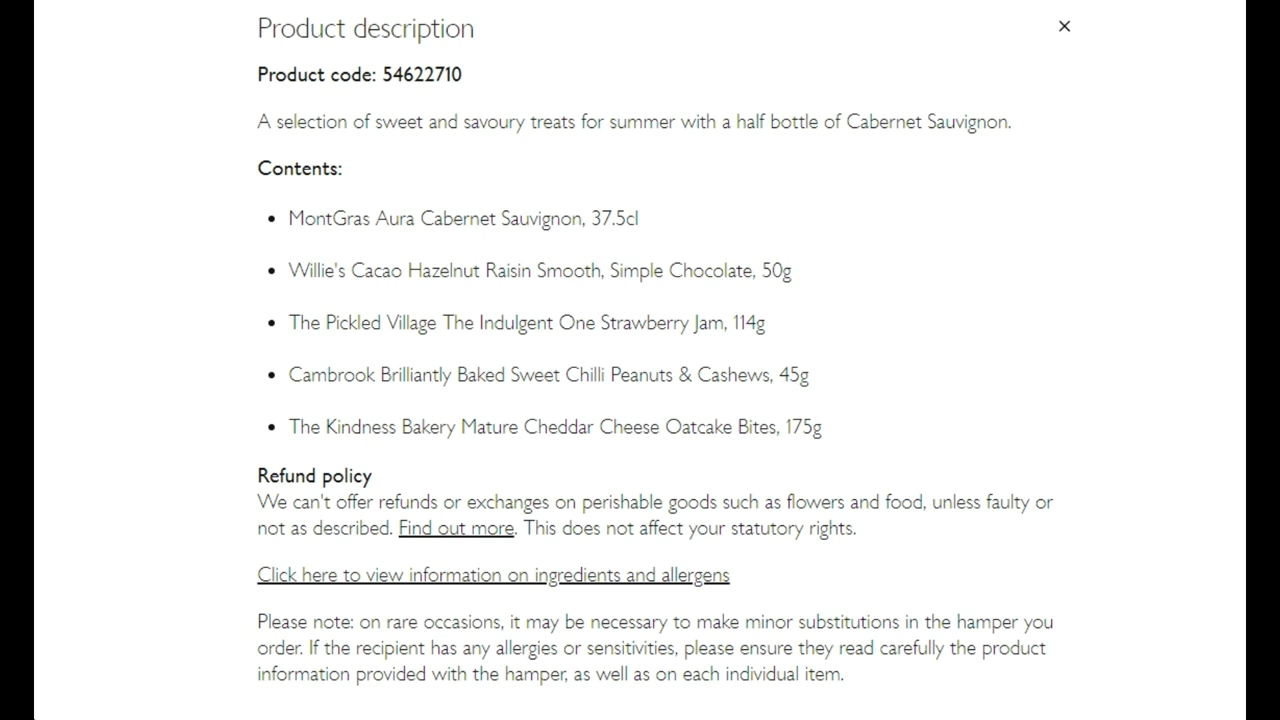 Product description
×
Product code: 54622710
A selection of sweet and savoury treats for summer with a half bottle of Cabernet Sauvignon.
Contents:
• MontGras Aura Cabernet Sauvignon, 37.5cl
• Willie's Cacao Hazelnut Raisin Smooth, Simple Chocolate, 50g
• The Pickled Village The Indulgent One Strawberry Jam, 114g
• Cambrook Brilliantly Baked Sweet Chilli Peanuts & Cashews, 45g
• The Kindness Bakery Mature Cheddar Cheese Oatcake Bites, 175g
Refund policy
We can't offer refunds or exchanges on perishable goods such as flowers and food, unless faulty or
not as described. Find out more. This does not affect your statutory rights.
Click here to view information on ingredients and allergens
Please note: on rare occasions, it may be necessary to make minor substitutions in the hamper you
order. If the recipient has any allergies or sensitivities, please ensure they read carefully the product
information provided with the hamper, as well as on each individual item.